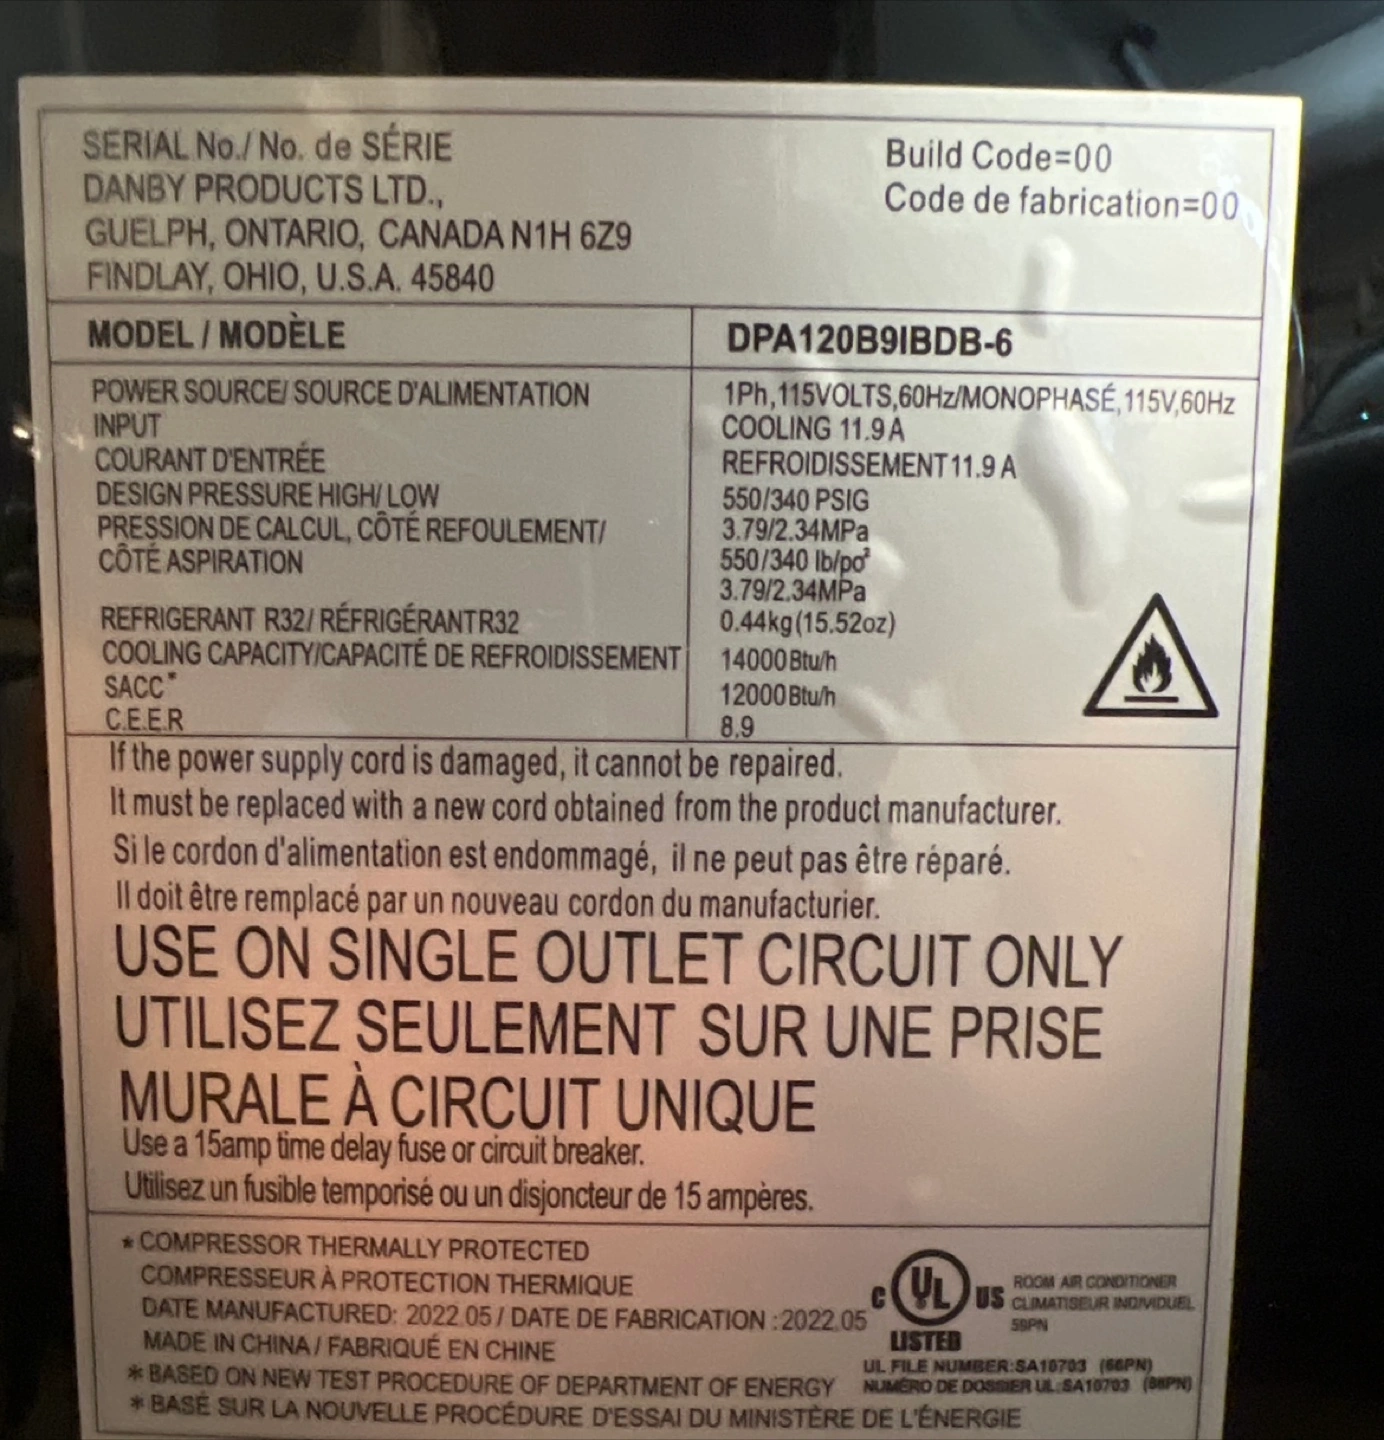 SERIAL No./ No. de SÉRIE
DANBY PRODUCTS LTD.,
GUELPH, ONTARIO, CANADA N1H 6Z9
FINDLAY, OHIO, U.S.A. 45840
Build Code=00
Code de fabrication=00
MODEL / MODÈLE DPA120B9IBDB-6
POWER SOURCE/ SOURCE D'ALIMENTATION 1Ph,115VOLTS,60Hz/MONOPHASÉ,115V,60Hz
INPUT COOLING 11.9 A
COURANT D'ENTRÉE REFROIDISSEMENT 11.9 A
DESIGN PRESSURE HIGH/ LOW 550/340 PSIG
PRESSION DE CALCUL, CÔTÉ REFOULEMENT/ 3.79/2.34MPa
CÔTÉ ASPIRATION 550/340 lb/po²
3.79/2.34MPa
REFRIGERANT R32/ RÉFRIGÉRANT R32 0.44kg(15.52oz)
COOLING CAPACITY/CAPACITÉ DE REFROIDISSEMENT 14000Btu/h
SACC* 12000Btu/h
C.E.E.R 8.9
If the power supply cord is damaged, it cannot be repaired.
It must be replaced with a new cord obtained from the product manufacturer.
Si le cordon d'alimentation est endommagé, il ne peut pas être réparé.
Il doit être remplacé par un nouveau cordon du manufacturier.
USE ON SINGLE OUTLET CIRCUIT ONLY
UTILISEZ SEULEMENT SUR UNE PRISE
MURALE À CIRCUIT UNIQUE
Use a 15amp time delay fuse or circuit breaker.
Utilisez un fusible temporisé ou un disjoncteur de 15 ampères.
* COMPRESSOR THERMALLY PROTECTED
COMPRESSEUR À PROTECTION THERMIQUE
DATE MANUFACTURED: 2022.05 / DATE DE FABRICATION :2022.05
MADE IN CHINA / FABRIQUÉ EN CHINE
* BASED ON NEW TEST PROCEDURE OF DEPARTMENT OF ENERGY
* BASÉ SUR LA NOUVELLE PROCÉDURE D'ESSAI DU MINISTÈRE DE L'ÉNERGIE
C UL US
LISTED
ROOM AIR CONDITIONER
CLIMATISEUR INDIVIDUEL
UL FILE NUMBER:SA10703
NUMÉRO DE DOSSIER UL:SA10703